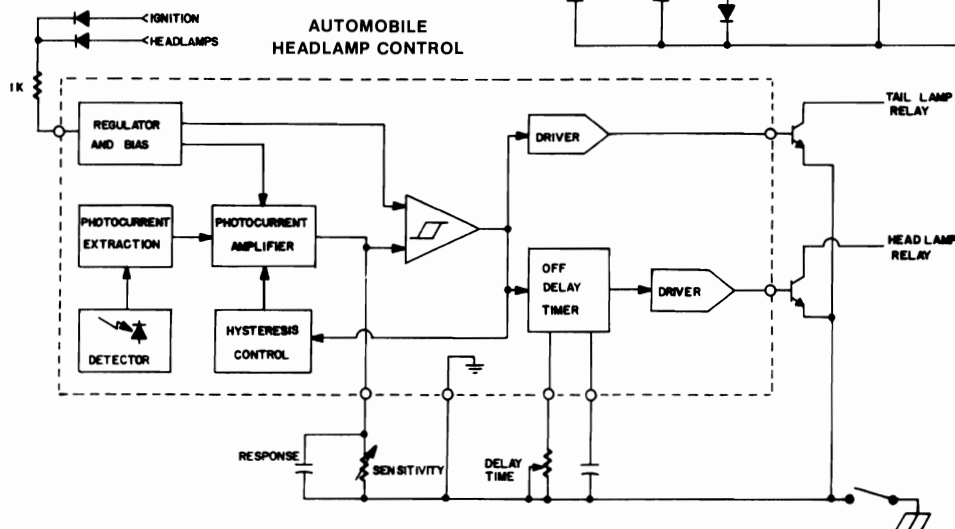 AUTOMOBILE
HEADLAMP CONTROL
IGNITION
HEADLAMPS
1K
REGULATOR
AND BIAS
PHOTOCURRENT
EXTRACTION
PHOTOCURRENT
AMPLIFIER
DETECTOR
HYSTERESIS
CONTROL
DRIVER
OFF
DELAY
TIMER
DRIVER
TAIL LAMP
RELAY
HEAD LAMP
RELAY
RESPONSE
SENSITIVITY
DELAY
TIME